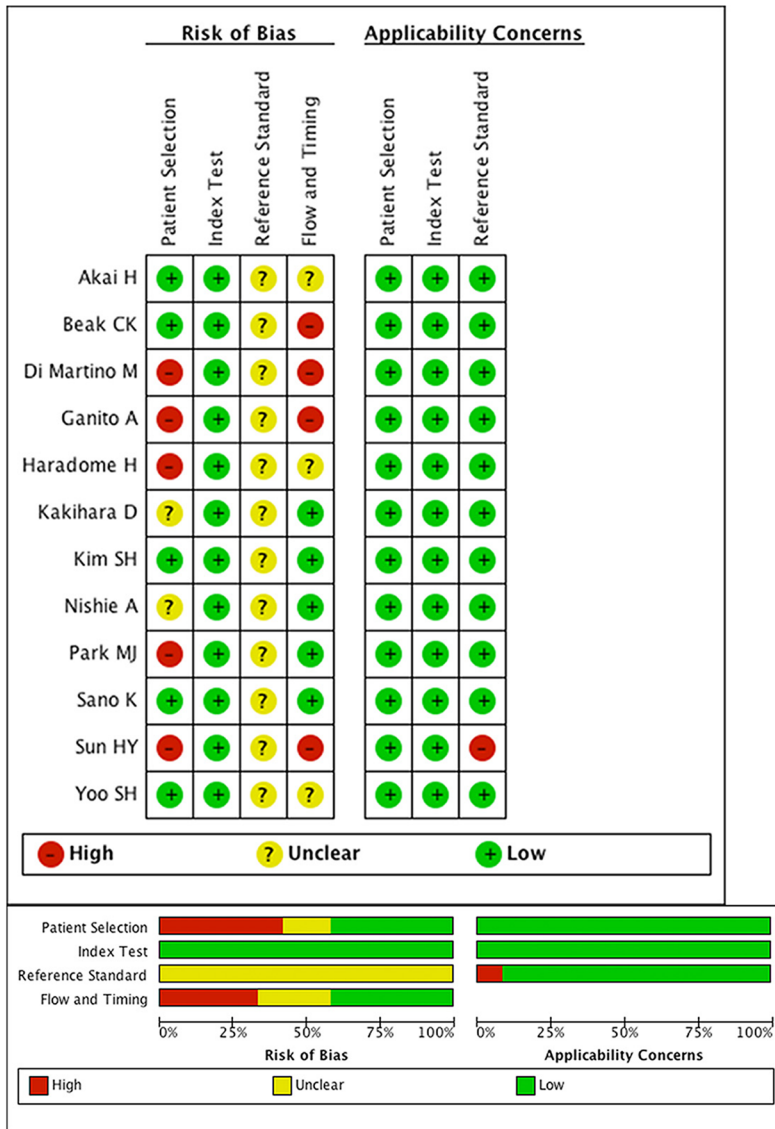 Risk of Bias Applicability Concerns
Patient Selection Index Test Reference Standard Flow and Timing Patient Selection Index Test Reference Standard
Akai H + + ? ? + + +
Beak CK + + ? - + + +
Di Martino M - + ? - + + +
Ganito A - + ? - + + +
Haradome H - + ? ? + + +
Kakihara D ? + ? + + + +
Kim SH + + ? + + + +
Nishie A ? + ? + + + +
Park MJ - + ? + + + +
Sano K + + ? + + + +
Sun HY - + ? - + + -
Yoo SH + + ? ? + + +
- High ? Unclear + Low
Patient Selection
Index Test
Reference Standard
Flow and Timing
0% 25% 50% 75% 100% 0% 25% 50% 75% 100%
Risk of Bias Applicability Concerns
High Unclear Low